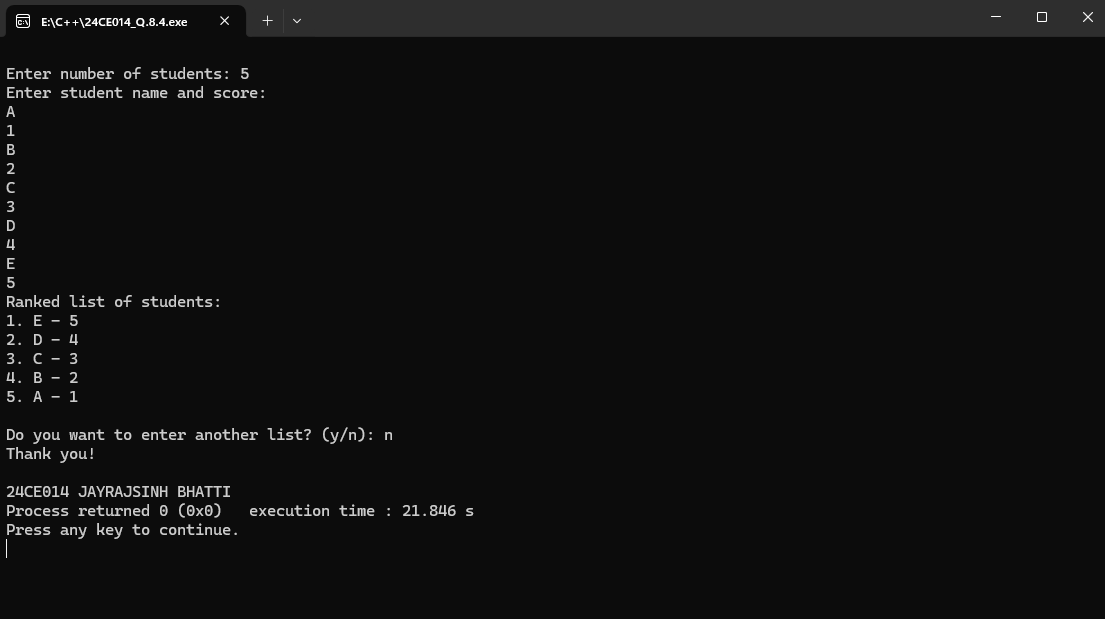 E:\C++\24CE014_Q.8.4.exe
Enter number of students: 5
Enter student name and score:
A
1
B
2
C
3
D
4
E
5
Ranked list of students:
1. E - 5
2. D - 4
3. C - 3
4. B - 2
5. A - 1
Do you want to enter another list? (y/n): n
Thank you!
24CE014 JAYRAJSINH BHATTI
Process returned 0 (0x0)   execution time : 21.846 s
Press any key to continue.